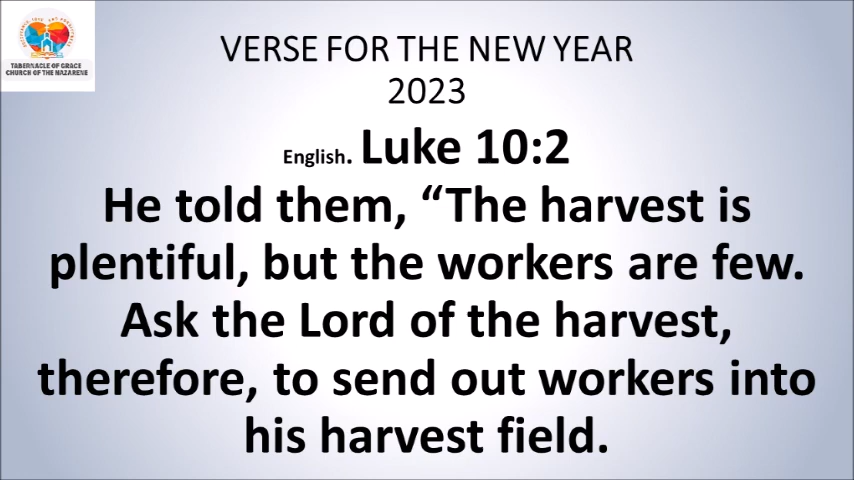 TABERNACLE OF GRACE
CHURCH OF THE NAZARENE
VERSE FOR THE NEW YEAR
2023
English. Luke 10:2
He told them, “The harvest is
plentiful, but the workers are few.
Ask the Lord of the harvest,
therefore, to send out workers into
his harvest field.